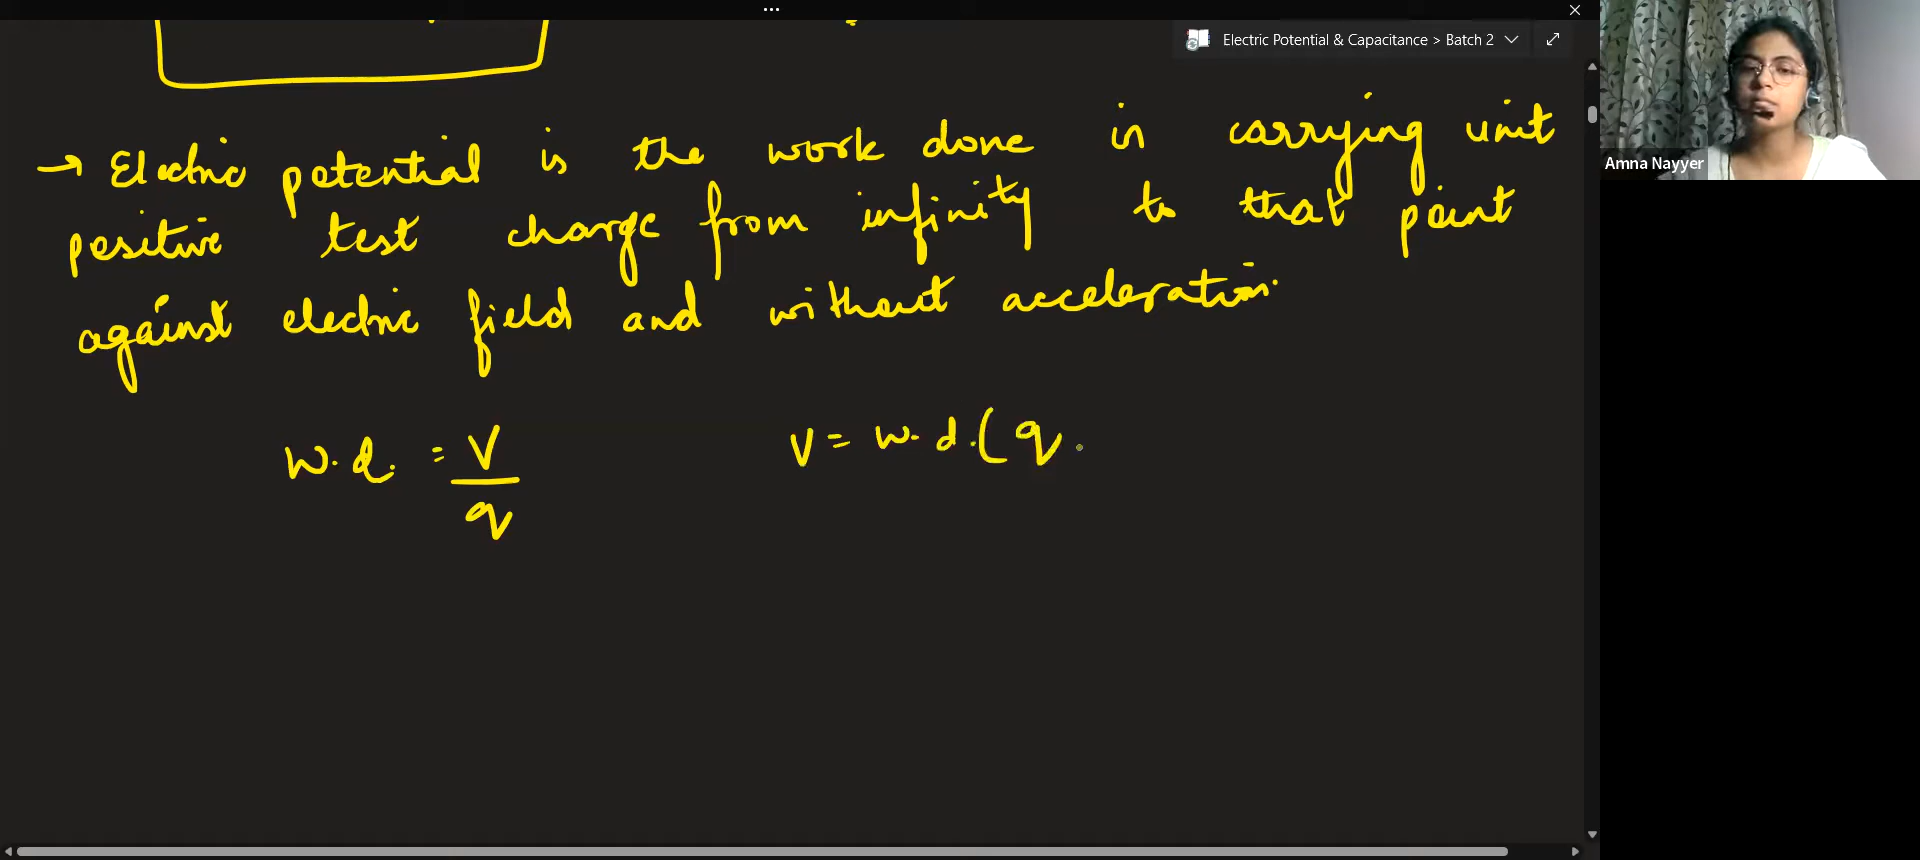 Electric Potential & Capacitance > Batch 2
Amna Nayyer
→ Electric potential is the work done in carrying unit
positive test charge from infinity to that point
against electric field and without acceleration.
W.d. = V/q
V = W.d.( q